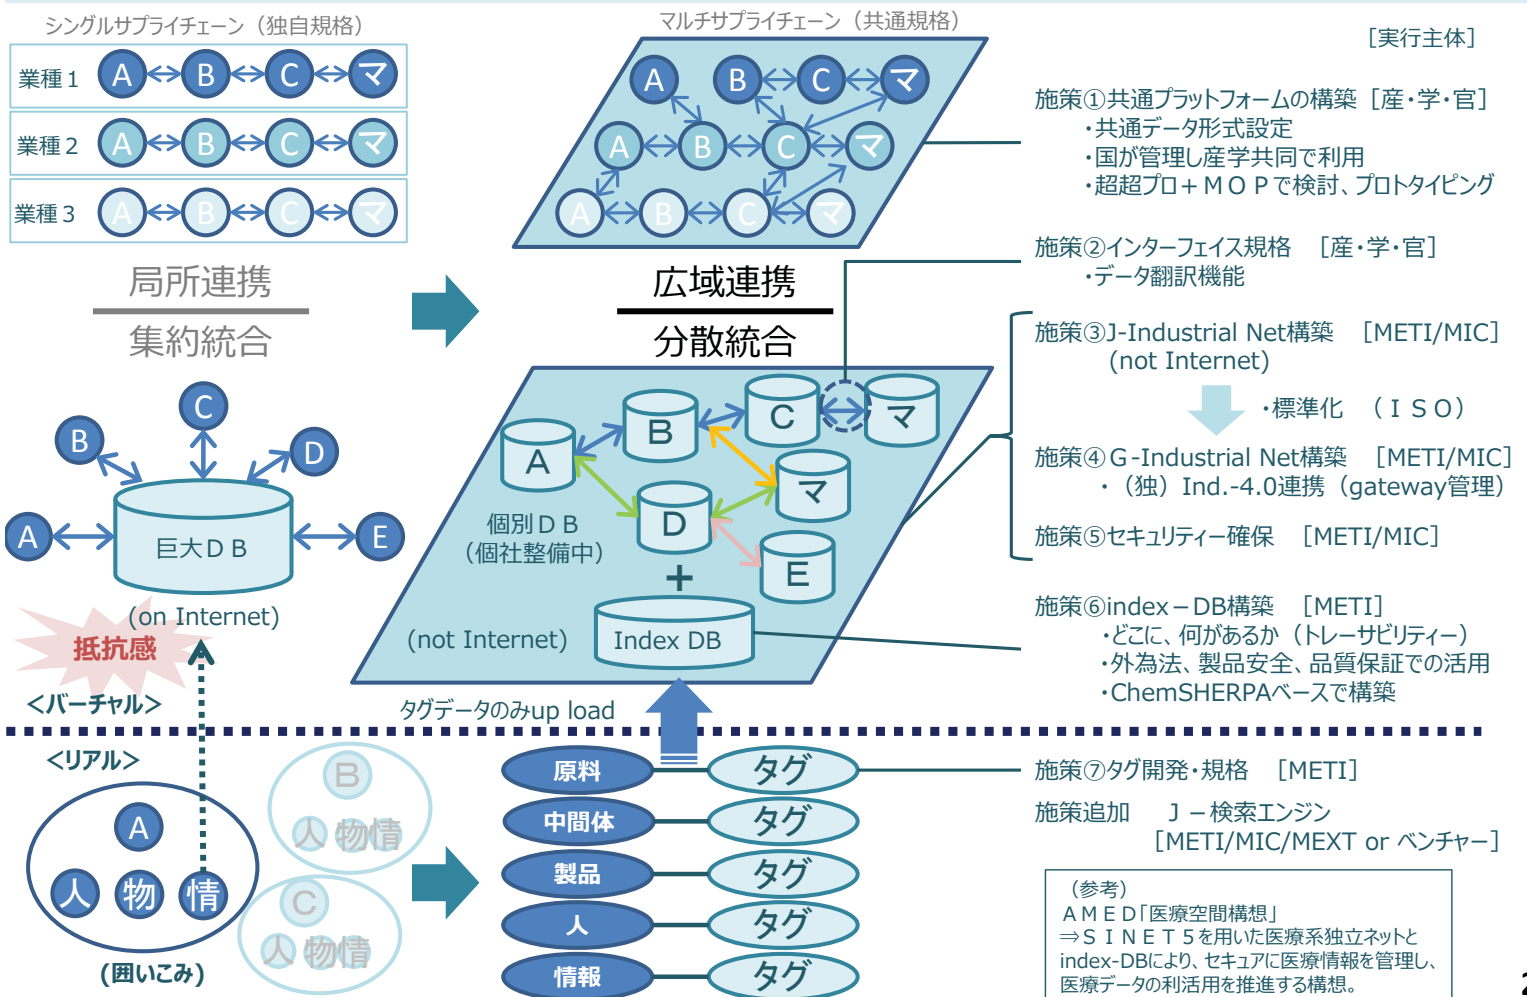 シングルサプライチェーン（独自規格）
業種１ A B C マ
業種２ A B C マ
業種３ A B C マ
局所連携
集約統合
C
B D
A E
巨大ＤＢ
(on Internet)
抵抗感
<バーチャル>
マルチサプライチェーン（共通規格）
A B C マ
A B C マ
A B C マ
広域連携
分散統合
A B C マ
D マ
E
個別ＤＢ
（個社整備中）
+
(not Internet)
Index DB
タグデータのみup load
<リアル>
A
人 物 情
(囲いこみ)
B
人 物 情
C
人 物 情
原料 タグ
中間体 タグ
製品 タグ
人 タグ
情報 タグ
［実行主体］
施策①共通プラットフォームの構築［産・学・官］
・共通データ形式設定
・国が管理し産学共同で利用
・超超プロ＋ＭＯＰで検討、プロトタイピング
施策②インターフェイス規格　［産・学・官］
・データ翻訳機能
施策③J-Industrial Net構築　［METI/MIC］
(not Internet)
・標準化　（ＩＳＯ）
施策④Ｇ-Industrial Net構築　［METI/MIC］
・（独）Ind.-4.0連携（gateway管理）
施策⑤セキュリティー確保　［METI/MIC］
施策⑥index－DB構築　［METI］
・どこに、何があるか（トレーサビリティー）
・外為法、製品安全、品質保証での活用
・ChemSHERPAベースで構築
施策⑦タグ開発・規格　［METI］
施策追加　Ｊ－検索エンジン
［METI/MIC/MEXT or ベンチャー］
（参考）
ＡＭＥＤ「医療空間構想」
⇒ＳＩＮＥＴ５を用いた医療系独立ネットと
index-DBにより、セキュアに医療情報を管理し、
医療データの利活用を推進する構想。